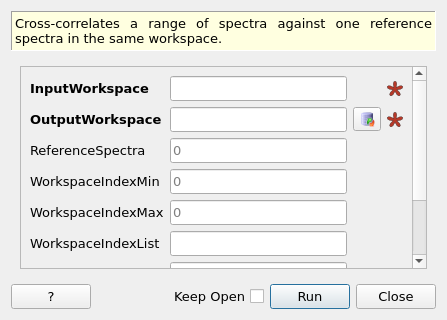 Cross-correlates a range of spectra against one reference
spectra in the same workspace.
InputWorkspace
OutputWorkspace
ReferenceSpectra 0
WorkspaceIndexMin 0
WorkspaceIndexMax 0
WorkspaceIndexList
? Keep Open Run Close